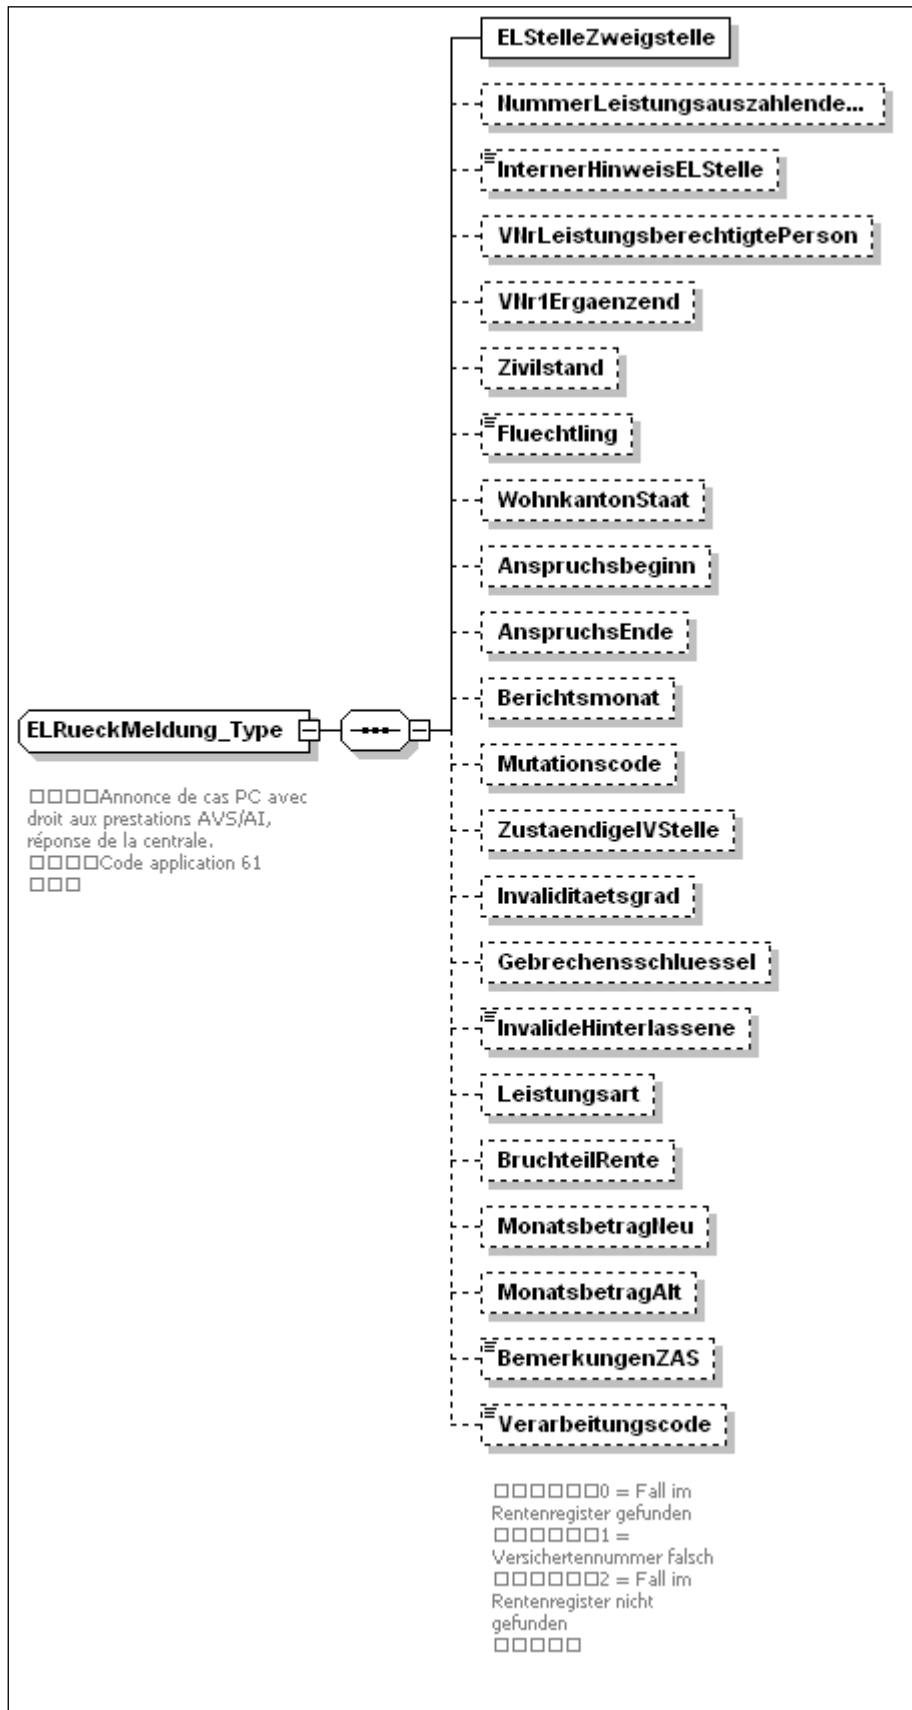 ELStelleZweigstelle
NummerLeistungsauszahlende...
InternerHinweisELStelle
VNrLeistungsberechtigtePerson
VNr1Ergaenzend
Zivilstand
Fluechtling
WohnkantonStaat
Anspruchsbeginn
AnspruchsEnde
Berichtsmonat
ELRueckMeldung_Type
Mutationscode
□□□□Annonce de cas PC avec
droit aux prestations AVS/AI,
réponse de la centrale.
□□□□Code application 61
□□□
ZustaendigeIVStelle
Invaliditaetsgrad
Gebrechensschluessel
InvalideHinterlassene
Leistungsart
BruchteilRente
MonatsbetragNeu
MonatsbetragAlt
BemerkungenZAS
Verarbeitungscode
□□□□□□0 = Fall im
Rentenregister gefunden
□□□□□□1 =
Versichertennummer falsch
□□□□□□2 = Fall im
Rentenregister nicht
gefunden
□□□□□